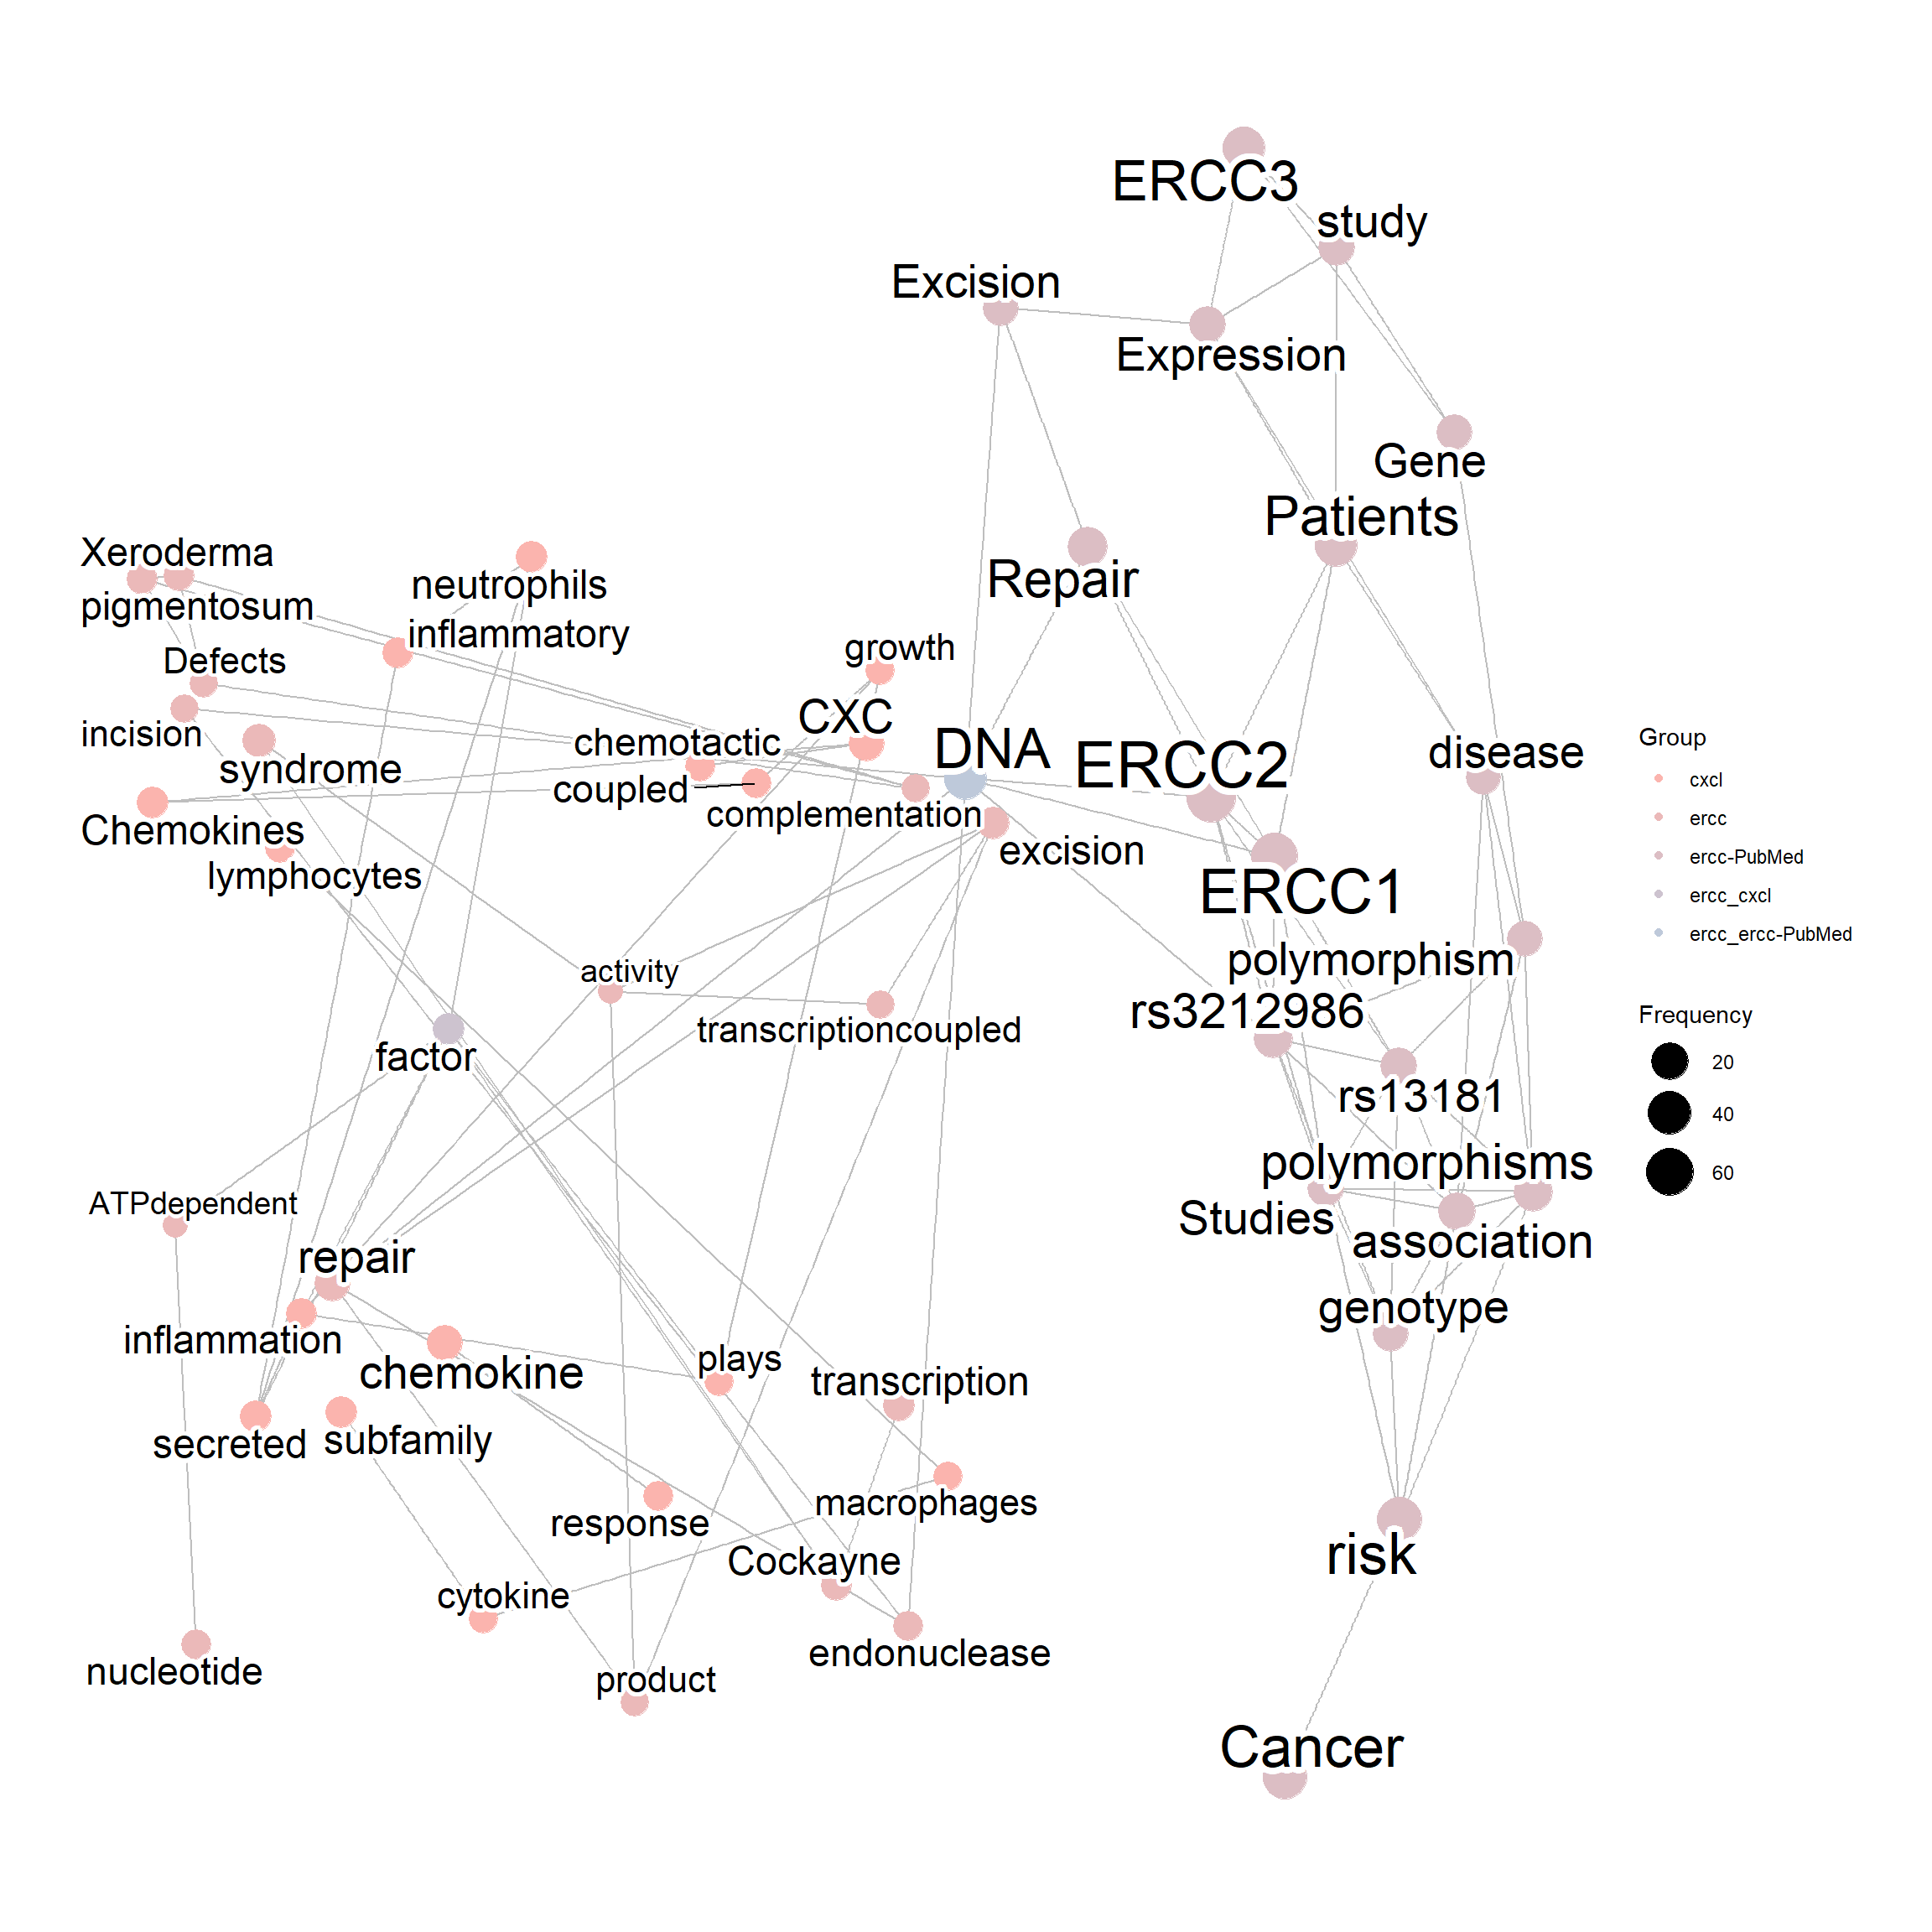 ERCC3
study
Excision
Expression
Gene
Patients
Xeroderma
neutrophils
Repair
pigmentosum
inflammatory
growth
Defects
CXC
incision
chemotactic
DNA
ERCC2
disease
syndrome
coupled
Chemokines
complementation
excision
lymphocytes
ERCC1
activity
polymorphism
rs3212986
transcriptioncoupled
factor
rs13181
polymorphisms
ATPdependent
Studies
association
repair
genotype
inflammation
chemokine
plays
transcription
secreted
subfamily
response
macrophages
risk
Cockayne
cytokine
endonuclease
nucleotide
product
Cancer
Group
cxcl
ercc
ercc-PubMed
ercc_cxcl
ercc_ercc-PubMed
Frequency
20
40
60